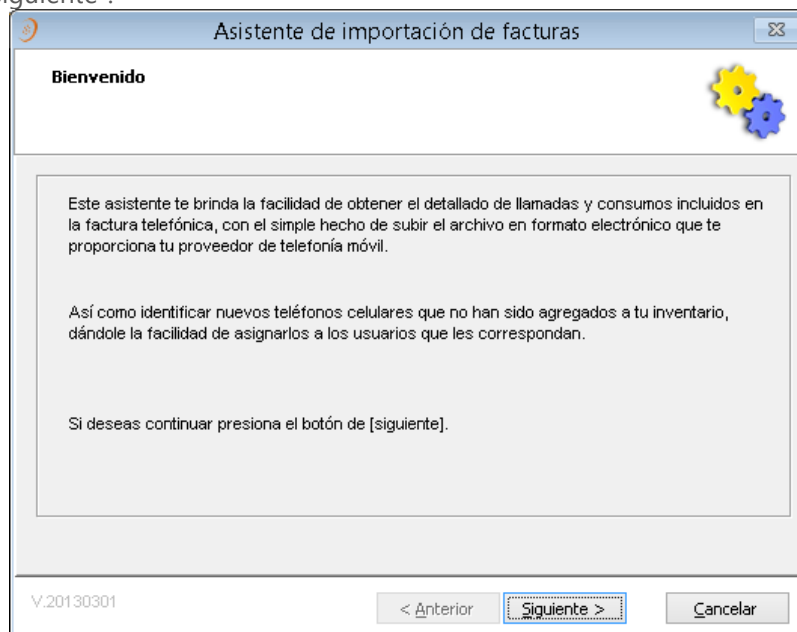 siguiente".
Asistente de importación de facturas
Bienvenido
Este asistente te brinda la facilidad de obtener el detallado de llamadas y consumos incluidos en
la factura telefónica, con el simple hecho de subir el archivo en formato electrónico que te
proporciona tu proveedor de telefonía móvil.
Así como identificar nuevos teléfonos celulares que no han sido agregados a tu inventario,
dándole la facilidad de asignarlos a los usuarios que les correspondan.
Si deseas continuar presiona el botón de [siguiente].
V.20130301
< Anterior
Siguiente >
Cancelar